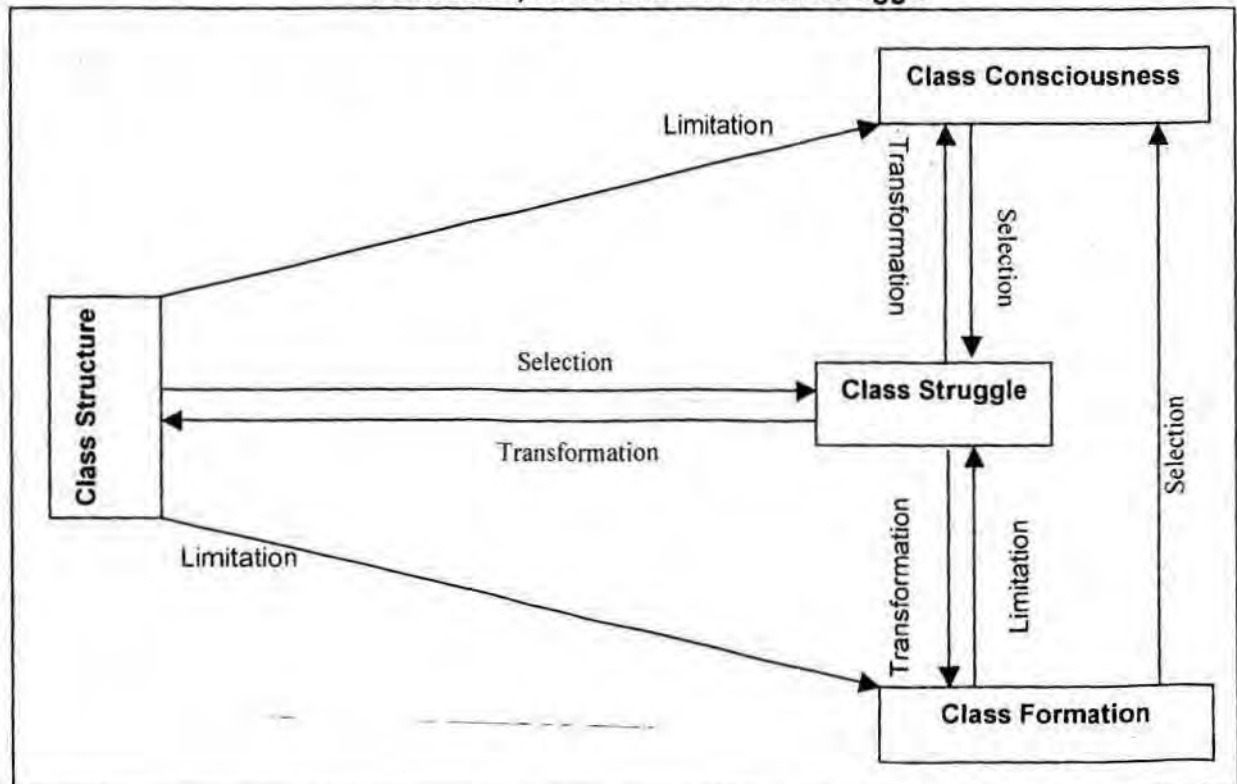 Class Consciousness
Limitation
Transformation
Selection
Class Structure
Selection
Class Struggle
Transformation
Selection
Limitation
Transformation
Limitation
Class Formation